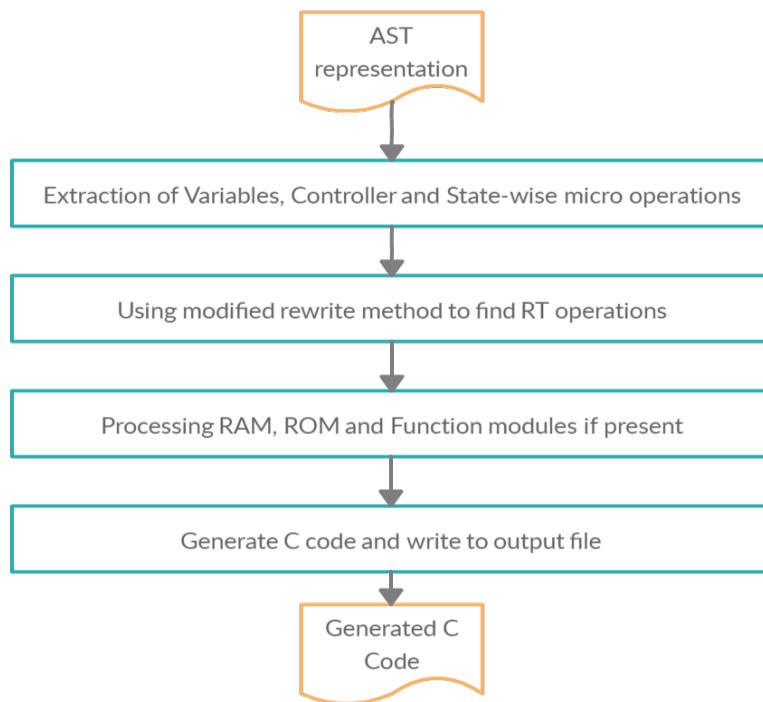 AST
representation
Extraction of Variables, Controller and State-wise micro operations
Using modified rewrite method to find RT operations
Processing RAM, ROM and Function modules if present
Generate C code and write to output file
Generated C
Code